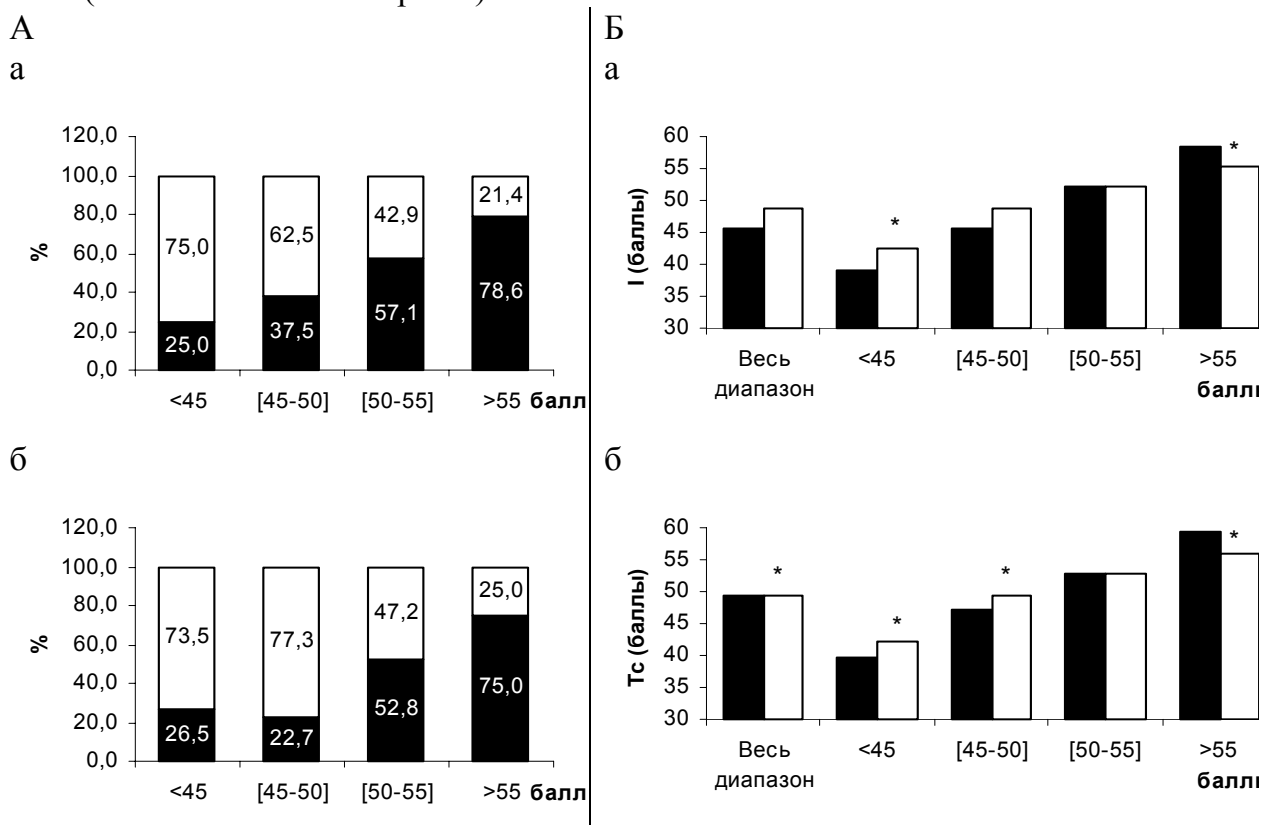 А
а
%
120,0
100,0
80,0
60,0
40,0
20,0
0,0
75,0 62,5 42,9 21,4
25,0 37,5 57,1 78,6
<45 [45-50] [50-55] >55 балл
б
%
120,0
100,0
80,0
60,0
40,0
20,0
0,0
73,5 77,3 47,2 25,0
26,5 22,7 52,8 75,0
<45 [45-50] [50-55] >55 балл
Б
а
I (баллы)
60
55
50
45
40
35
30
* *
Весь диапазон <45 [45-50] [50-55] >55
балл
б
Тс (баллы)
60
55
50
45
40
35
30
* * * *
Весь диапазон <45 [45-50] [50-55] >55
балл